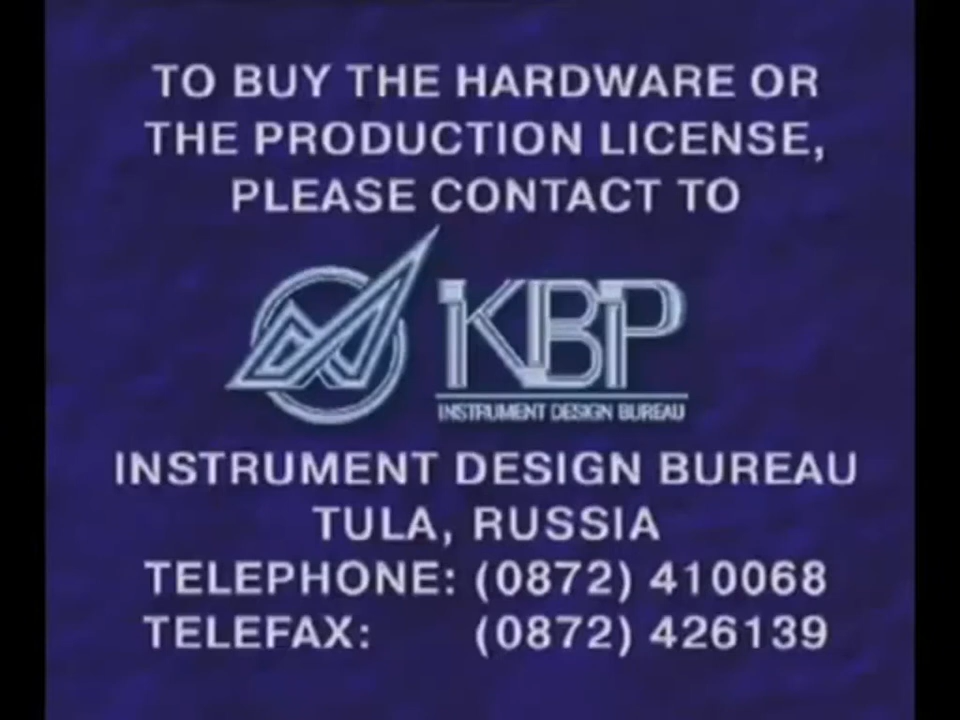 TO BUY THE HARDWARE OR
THE PRODUCTION LICENSE,
PLEASE CONTACT TO
KBP
INSTRUMENT DESIGN BUREAU
INSTRUMENT DESIGN BUREAU
TULA, RUSSIA
TELEPHONE: (0872) 410068
TELEFAX: (0872) 426139